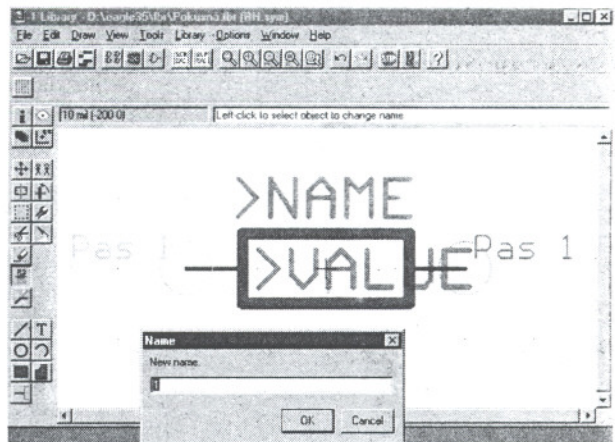 1 Library - D:\eagle35\lbr\Pokusna.lbr (RH.sym)
File Edit Draw View Tools Library Options Window Help
10 mil (-200 0)
Left-click to select object to change name
>NAME
Pas 1
>VALUE
Pas 1
Name
New name:
1
OK Cancel